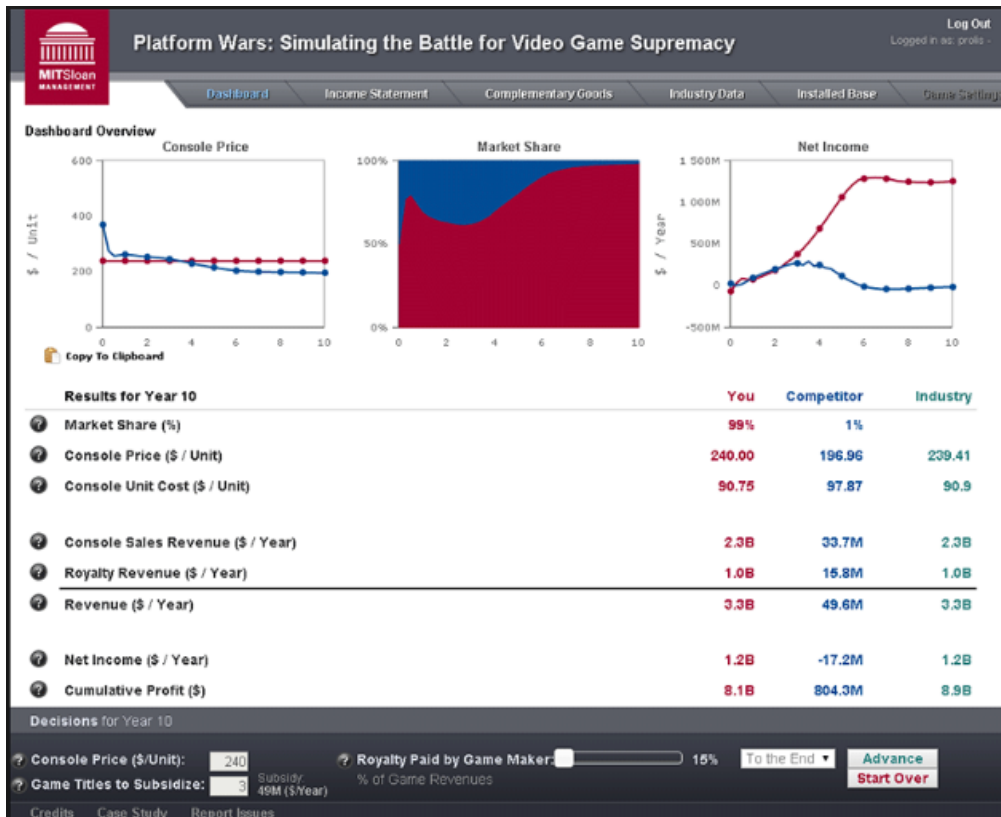 Log Out
Platform Wars: Simulating the Battle for Video Game Supremacy
Logged in as: prolis -
MITSloan
MANAGEMENT
Dashboard Income Statement Complementary Goods Industry Data Installed Base Game Setting
Dashboard Overview
Console Price Market Share Net Income
600 100% 1 500M
400 1 000M
$ / Unit 50% $ / Year 500M
200 0
0 0% -500M
0 2 4 6 8 10 0 2 4 6 8 10 0 2 4 6 8 10
Copy To Clipboard
Results for Year 10 You Competitor Industry
? Market Share (%) 99% 1%
? Console Price ($ / Unit) 240.00 196.96 239.41
? Console Unit Cost ($ / Unit) 90.75 97.87 90.9
? Console Sales Revenue ($ / Year) 2.3B 33.7M 2.3B
? Royalty Revenue ($ / Year) 1.0B 15.8M 1.0B
? Revenue ($ / Year) 3.3B 49.6M 3.3B
? Net Income ($ / Year) 1.2B -17.2M 1.2B
? Cumulative Profit ($) 8.1B 804.3M 8.9B
Decisions for Year 10
? Console Price ($/Unit): 240 ? Royalty Paid by Game Maker: 15% To the End Advance
? Game Titles to Subsidize: 3 Subsidy: 49M ($/Year) % of Game Revenues Start Over
Credits Case Study Report Issues